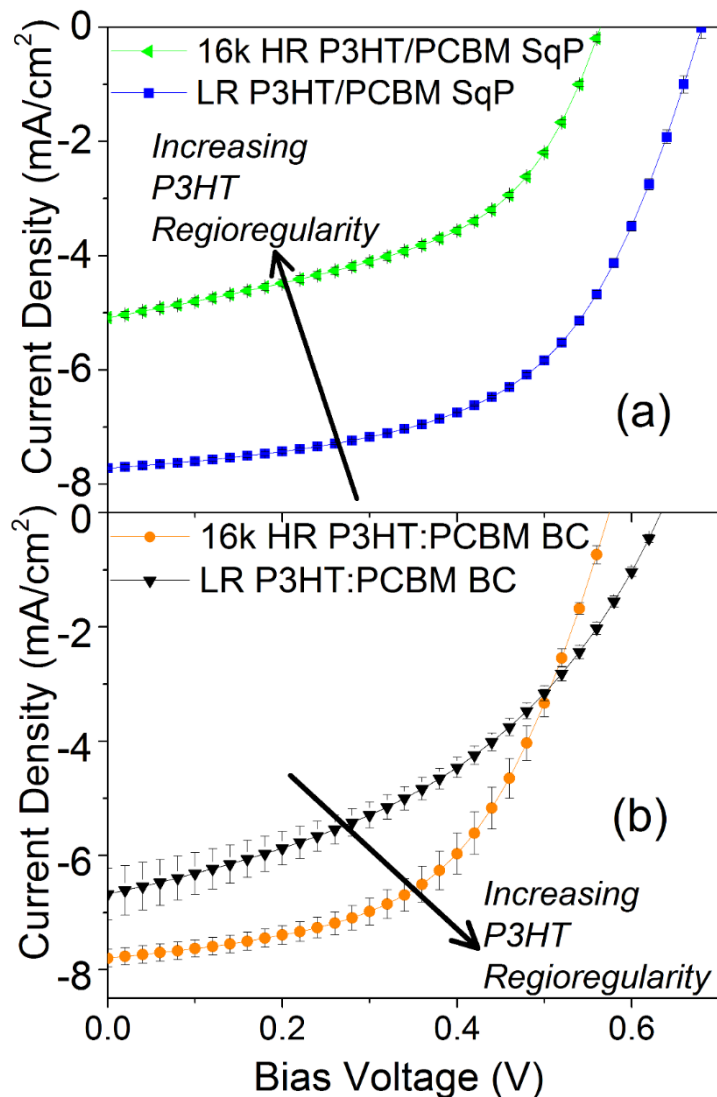 0
16k HR P3HT/PCBM SqP
LR P3HT/PCBM SqP
Increasing
P3HT
Regioregularity
-2
-4
-6
-8
Current Density (mA/cm²)
(a)
0
16k HR P3HT:PCBM BC
LR P3HT:PCBM BC
-2
-4
-6
-8
Current Density (mA/cm²)
(b)
Increasing
P3HT
Regioregularity
0.0 0.2 0.4 0.6
Bias Voltage (V)